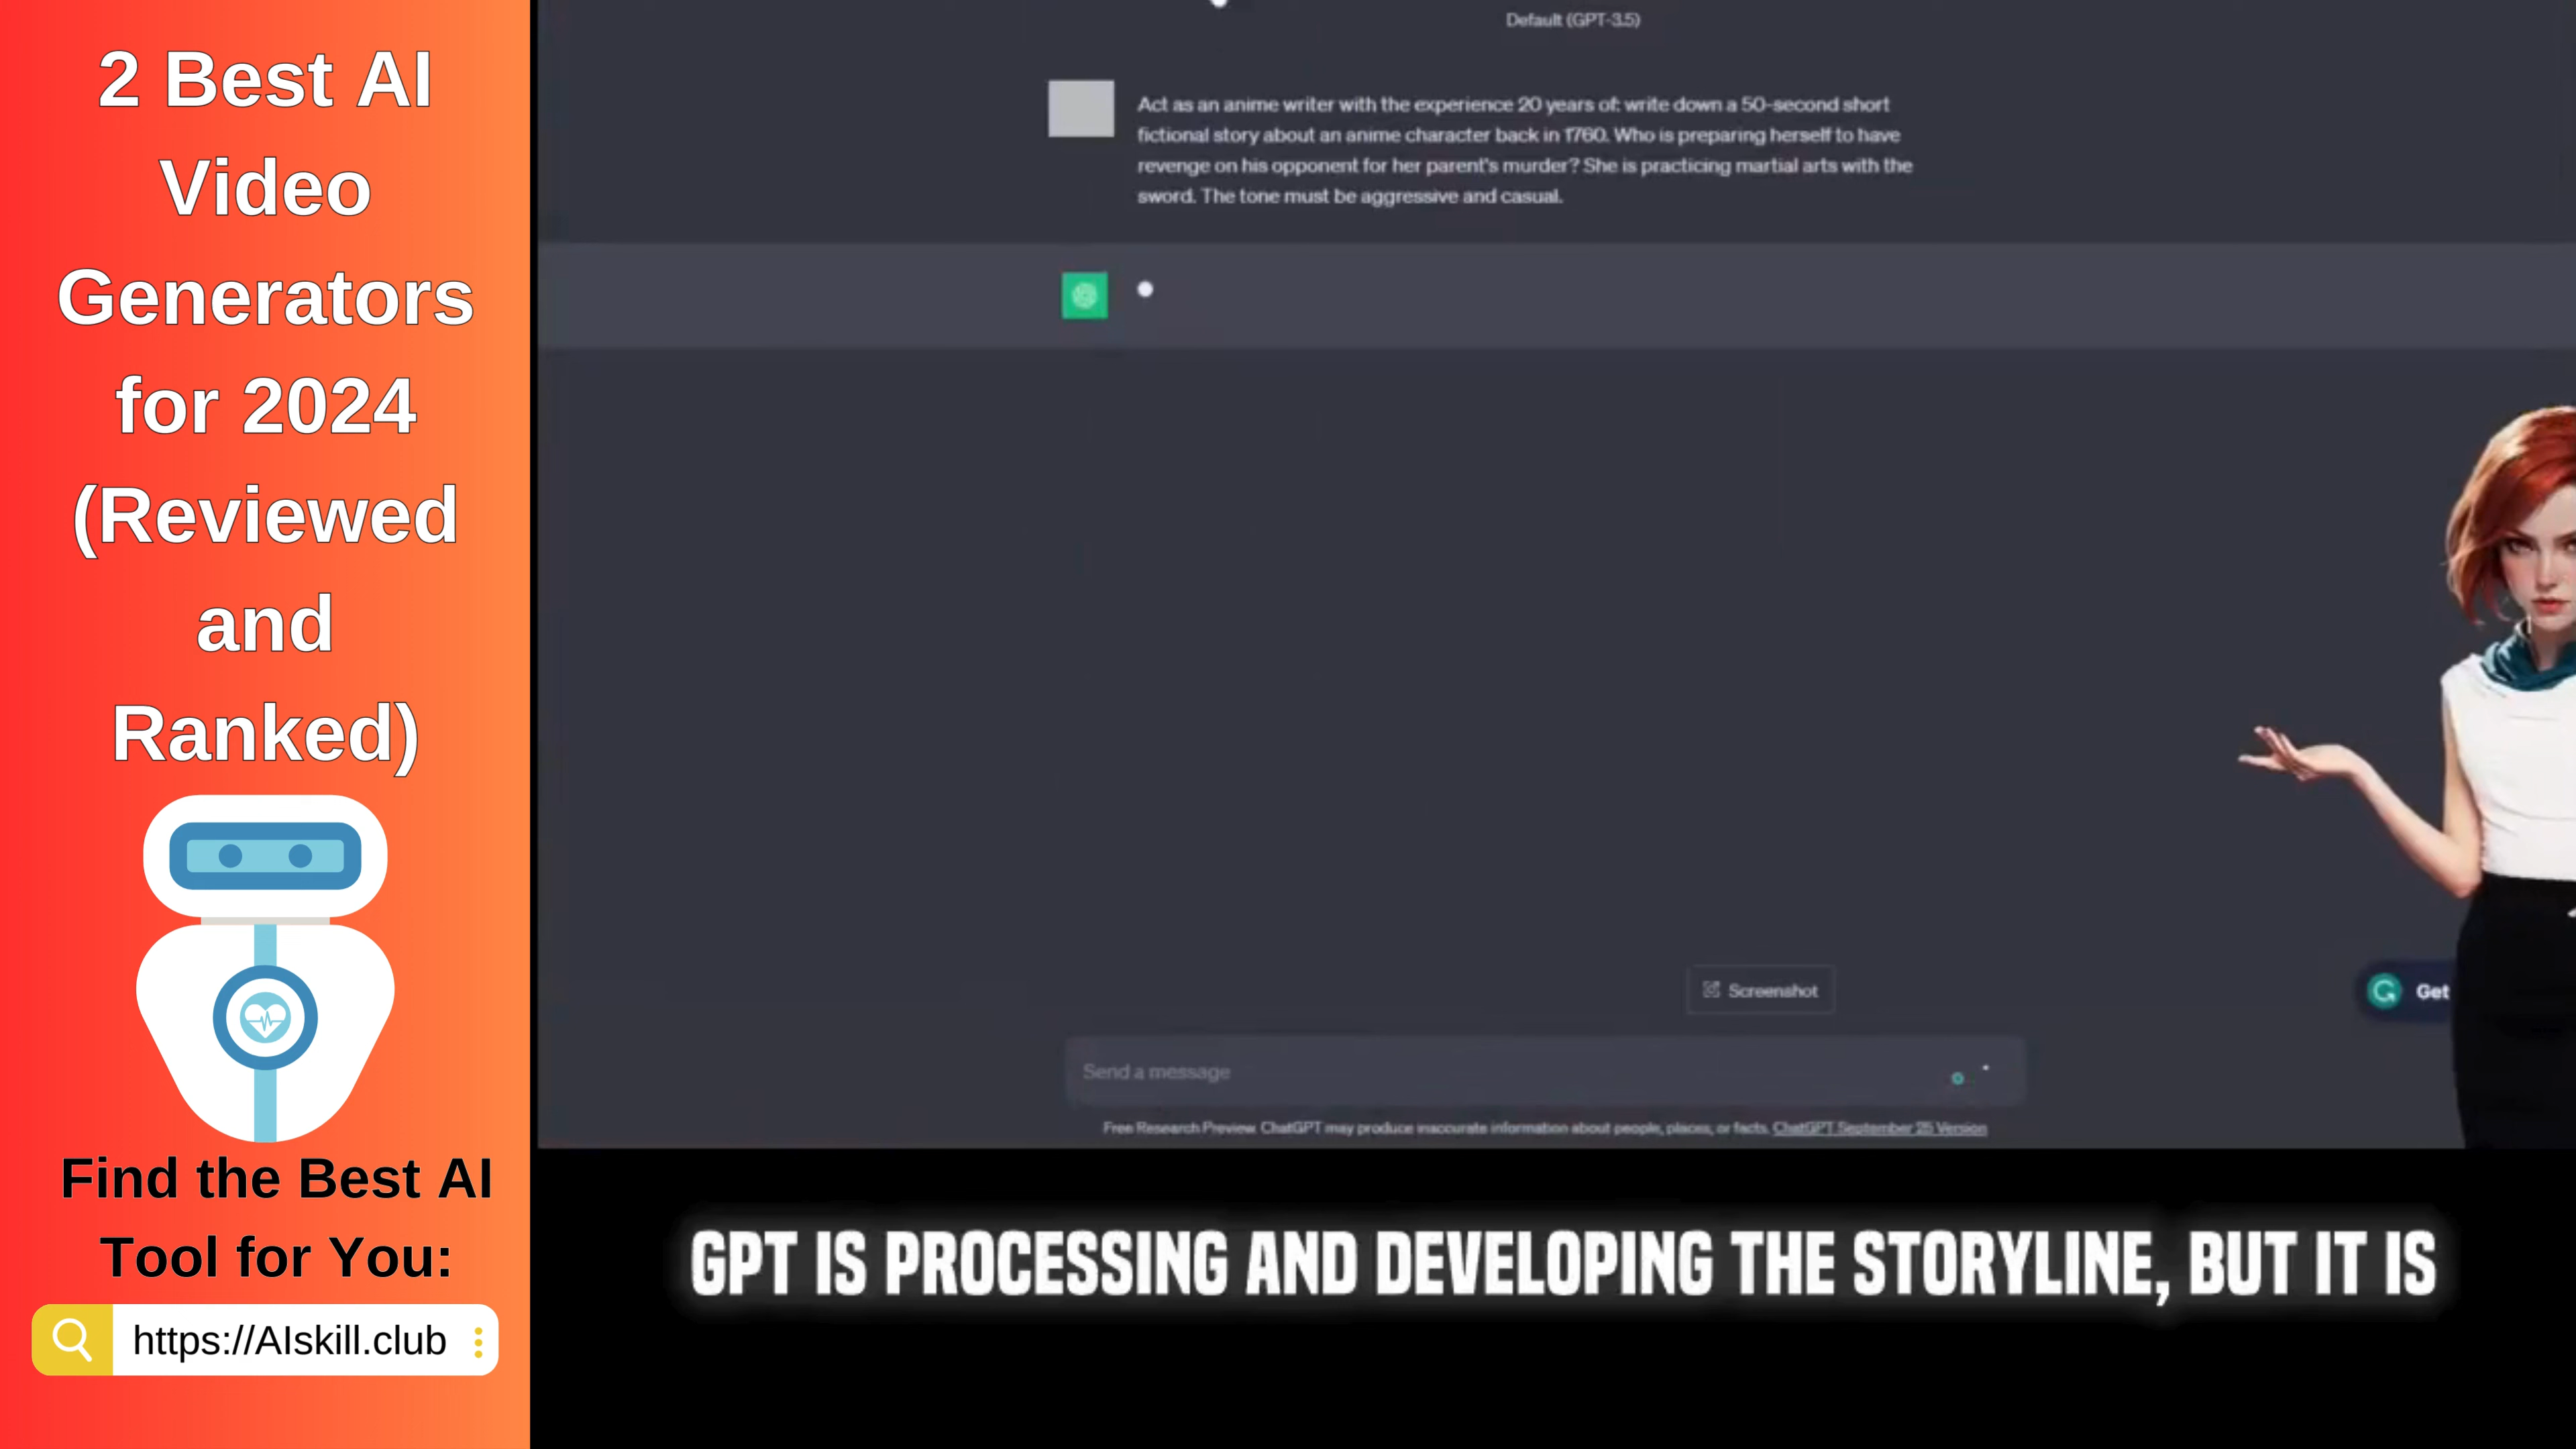 2 Best AI
Video
Generators
for 2024
(Reviewed
and
Ranked)
Find the Best AI
Tool for You:
https://AIskill.club
Default (GPT-3.5)
Act as an anime writer with the experience 20 years of: write down a 50-second short
fictional story about an anime character back in 1760. Who is preparing herself to have
revenge on his opponent for her parent's murder? She is practicing martial arts with the
sword. The tone must be aggressive and casual.
Screenshot
Get
Send a message
Free Research Preview. ChatGPT may produce inaccurate information about people, places, or facts. ChatGPT September 25 Version
GPT IS PROCESSING AND DEVELOPING THE STORYLINE, BUT IT IS